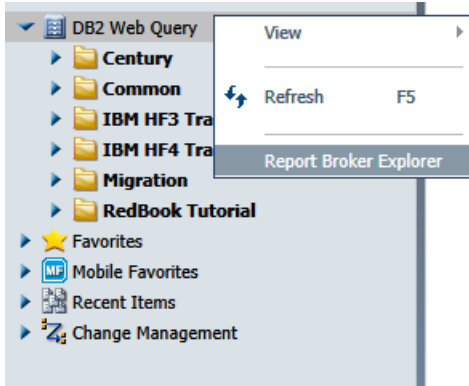 DB2 Web Query
View
Century
Common
Refresh F5
IBM HF3 Tra
IBM HF4 Tra
Report Broker Explorer
Migration
RedBook Tutorial
Favorites
MF Mobile Favorites
Recent Items
Change Management